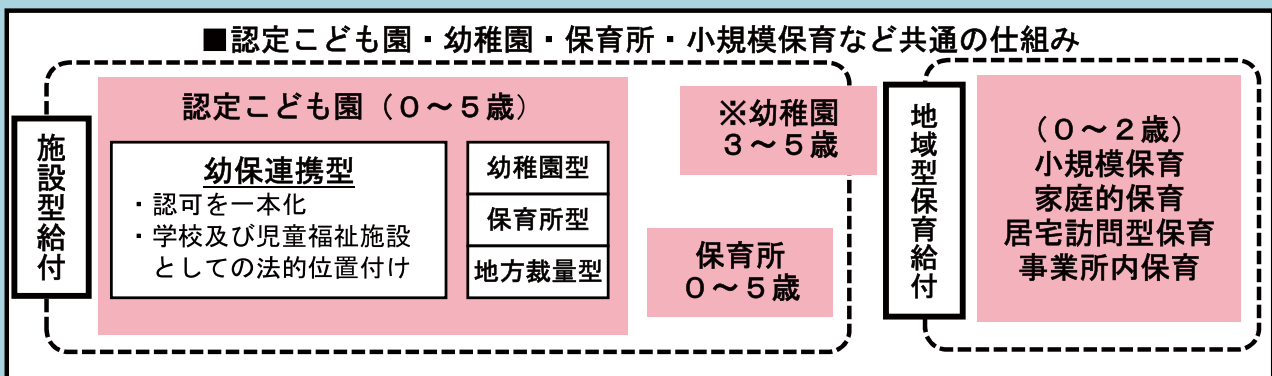 ■認定こども園・幼稚園・保育所・小規模保育など共通の仕組み
施設型給付
認定こども園（０～５歳）
幼保連携型
・認可を一本化
・学校及び児童福祉施設
としての法的位置付け
幼稚園型
保育所型
地方裁量型
※幼稚園
３～５歳
保育所
０～５歳
地域型保育給付
（０～２歳）
小規模保育
家庭的保育
居宅訪問型保育
事業所内保育